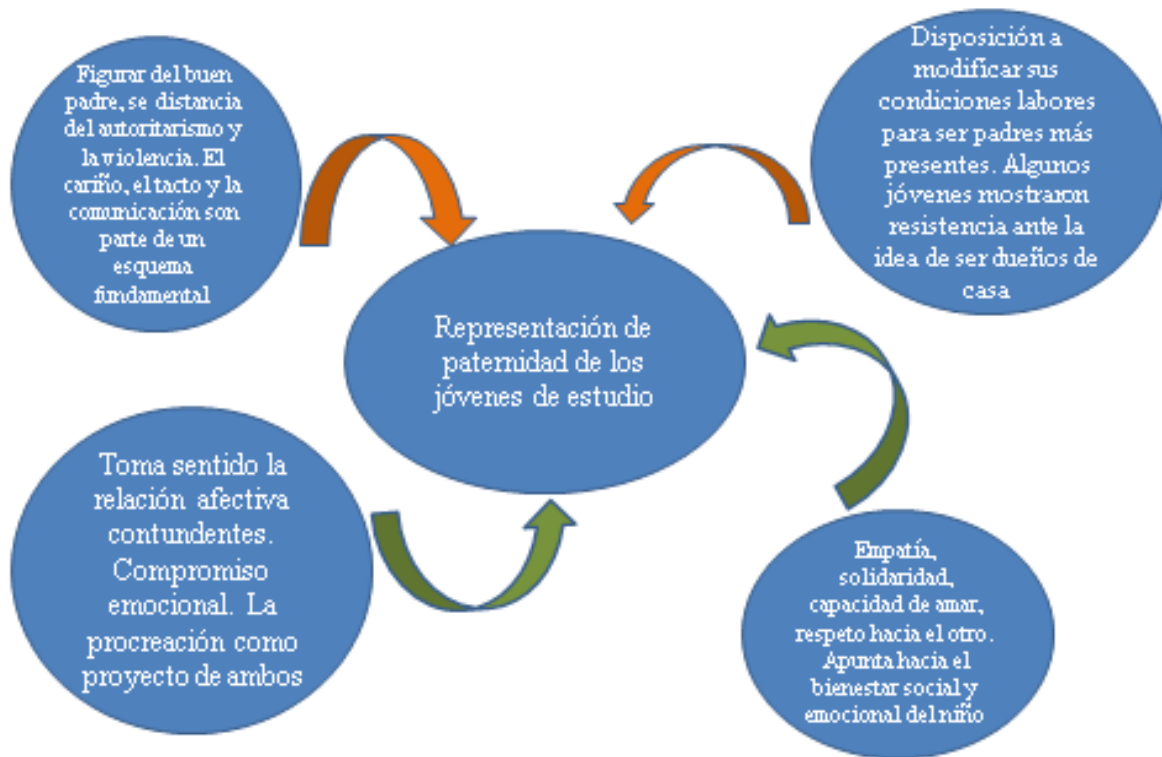 Figurar del buen
padre, se distancia
del autoritarismo y
la violencia. El
cariño, el tacto y la
comunicación son
parte de un
esquema
fundamental
Disposición a
modificar sus
condiciones labores
para ser padres más
presentes. Algunos
jóvenes mostraron
resistencia ante la
idea de ser dueños de
casa
Representación de
paternidad de los
jóvenes de estudio
Toma sentido la
relación afectiva
contundentes.
Compromiso
emocional. La
procreación como
proyecto de ambos
Empatía,
solidaridad,
capacidad de amar,
respeto hacia el otro.
Apunta hacia el
bienestar social y
emocional del niño